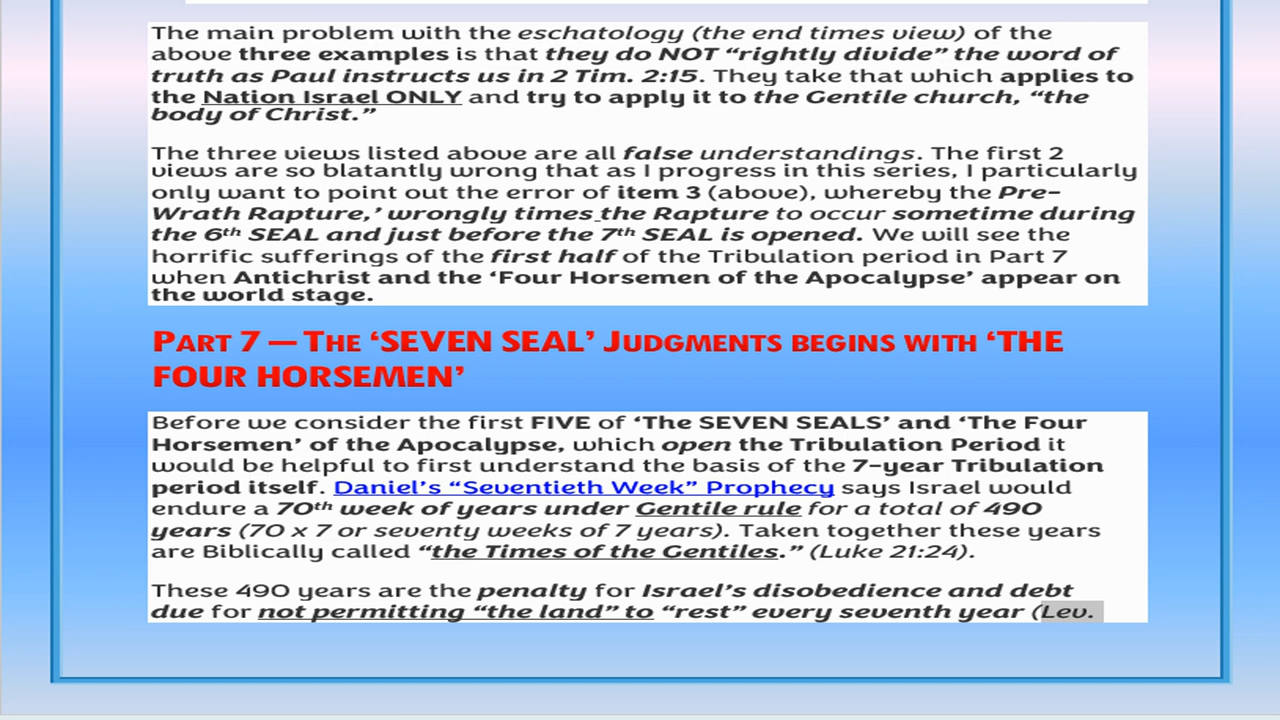 The main problem with the eschatology (the end times view) of the
above three examples is that they do NOT “rightly divide” the word of
truth as Paul instructs us in 2 Tim. 2:15. They take that which applies to
the Nation Israel ONLY and try to apply it to the Gentile church, “the
body of Christ.”
The three views listed above are all false understandings. The first 2
views are so blatantly wrong that as I progress in this series, I particularly
only want to point out the error of item 3 (above), whereby the Pre-
Wrath Rapture,’ wrongly times the Rapture to occur sometime during
the 6th SEAL and just before the 7th SEAL is opened. We will see the
horrific sufferings of the first half of the Tribulation period in Part 7
when Antichrist and the ‘Four Horsemen of the Apocalypse’ appear on
the world stage.
PART 7 — THE ‘SEVEN SEAL’ JUDGMENTS BEGINS WITH ‘THE
FOUR HORSEMEN’
Before we consider the first FIVE of ‘The SEVEN SEALS’ and ‘The Four
Horsemen’ of the Apocalypse, which open the Tribulation Period it
would be helpful to first understand the basis of the 7-year Tribulation
period itself. Daniel’s “Seventieth Week” Prophecy says Israel would
endure a 70th week of years under Gentile rule for a total of 490
years (70 x 7 or seventy weeks of 7 years). Taken together these years
are Biblically called “the Times of the Gentiles.” (Luke 21:24).
These 490 years are the penalty for Israel’s disobedience and debt
due for not permitting “the land” to “rest” every seventh year (Lev.